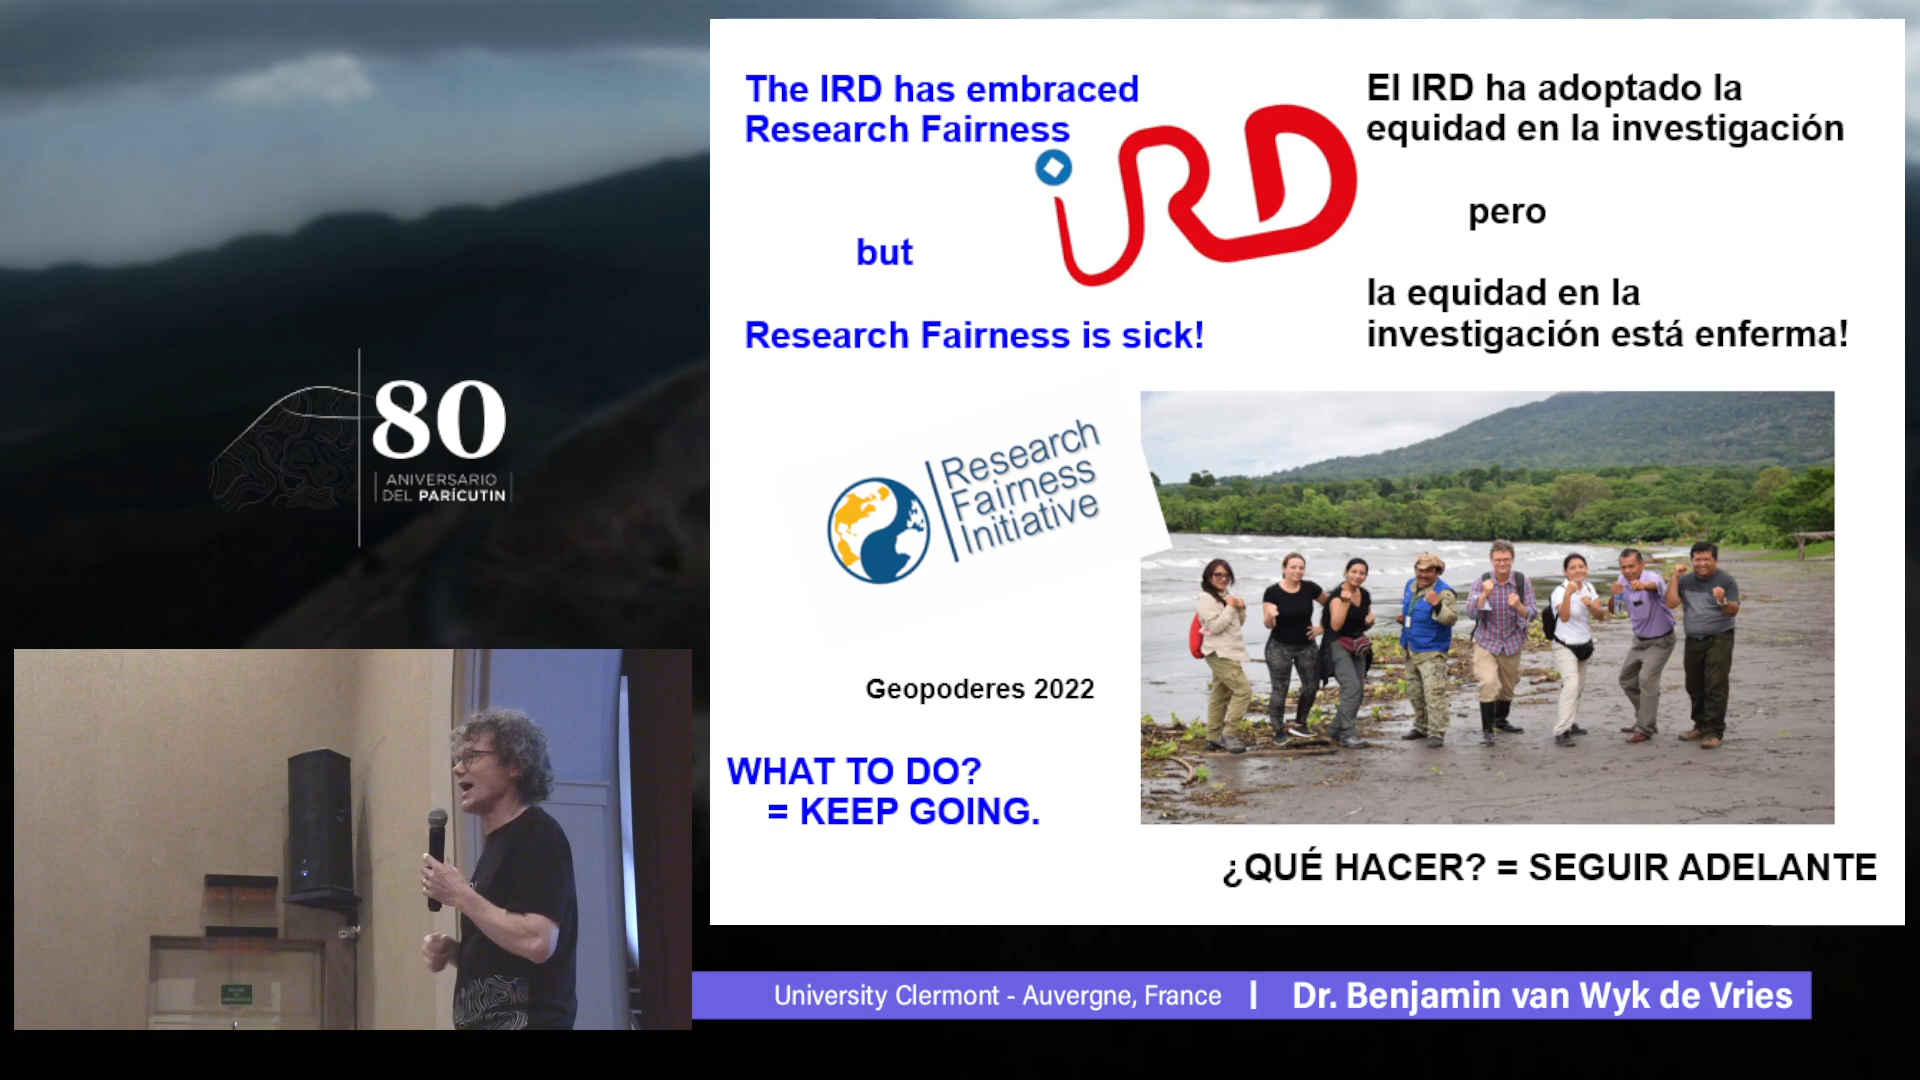 The IRD has embraced
Research Fairness
but
Research Fairness is sick!
iRD
El IRD ha adoptado la
equidad en la investigación
pero
la equidad en la
investigación está enferma!
Research
Fairness
Initiative
Geopoderes 2022
WHAT TO DO?
= KEEP GOING.
¿QUÉ HACER? = SEGUIR ADELANTE
80
ANIVERSARIO
DEL PARÍCUTIN
University Clermont - Auvergne, France | Dr. Benjamin van Wyk de Vries